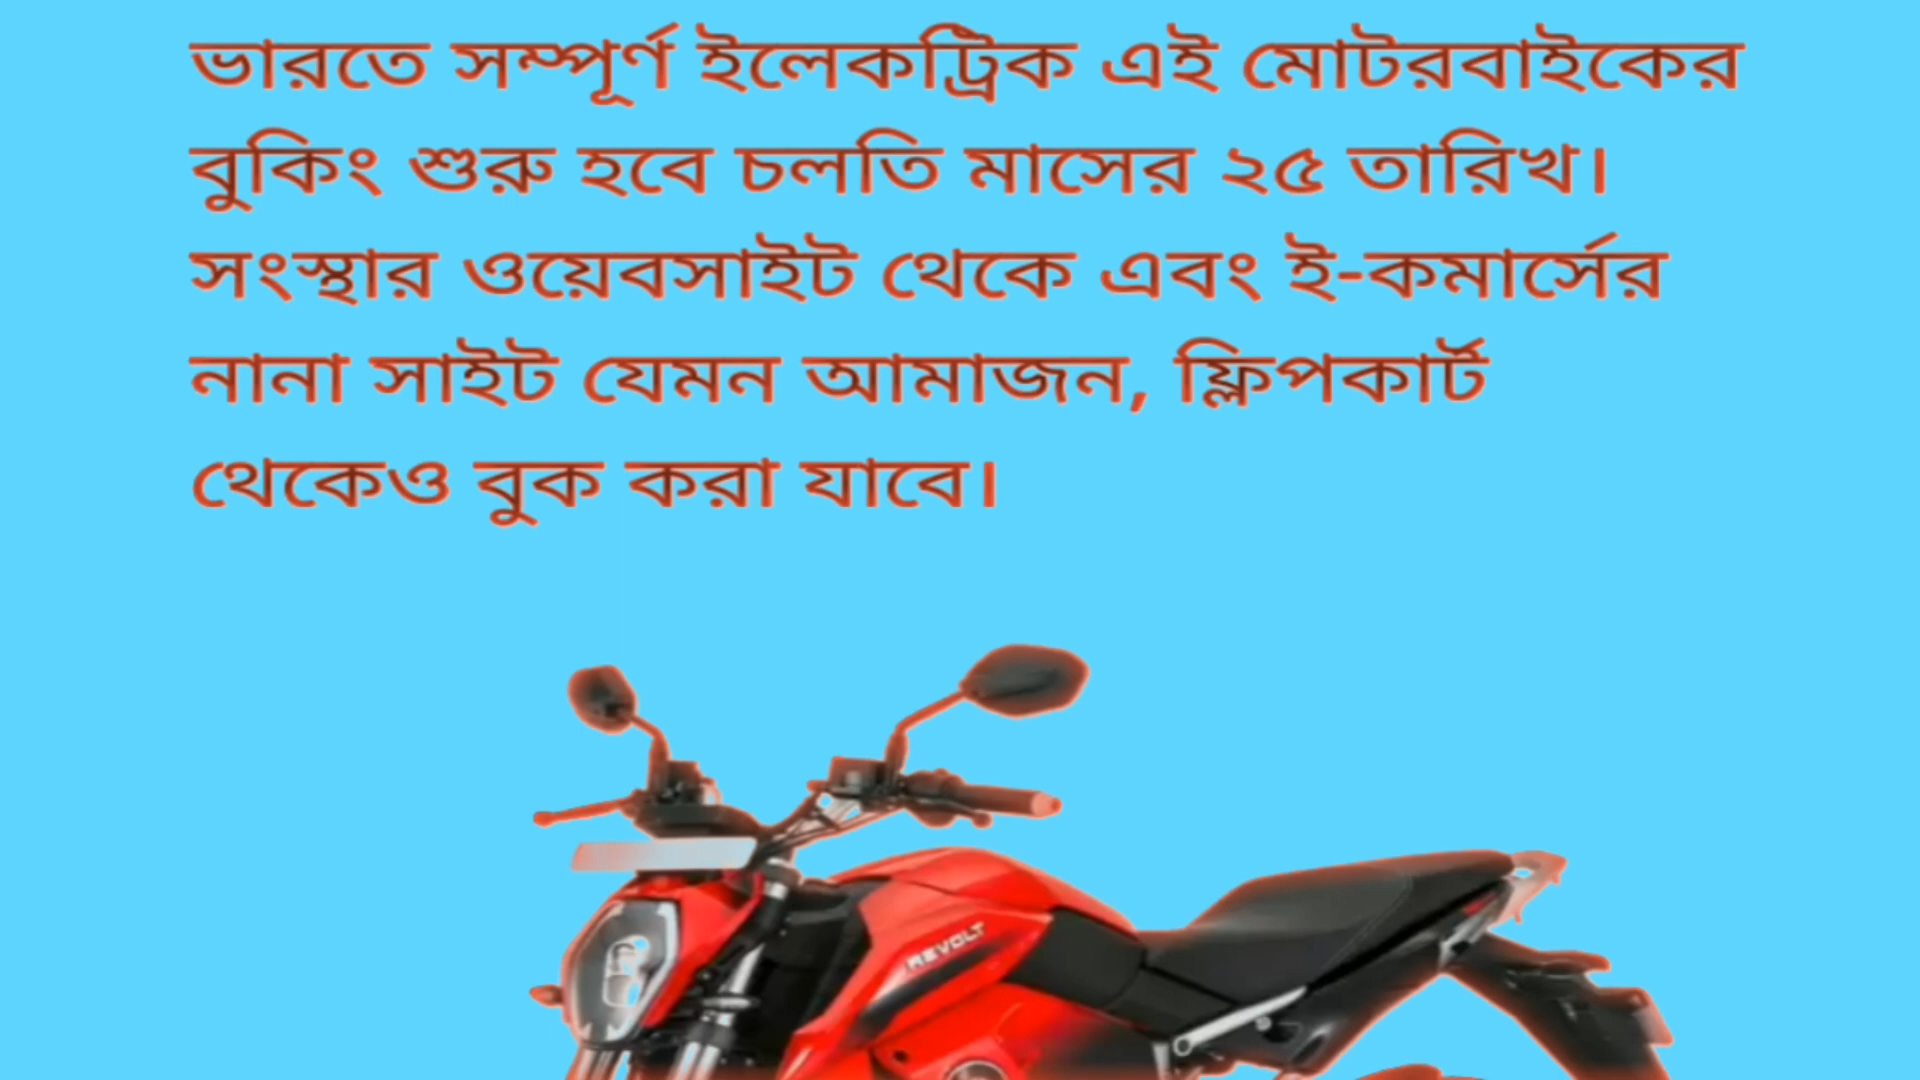 ভারতে সম্পূর্ণ ইলেকট্রিক এই মোটরবাইকের
বুকিং শুরু হবে চলতি মাসের ২৫ তারিখ।
সংস্থার ওয়েবসাইট থেকে এবং ই-কমার্সের
নানা সাইট যেমন আমাজন, ফ্লিপকার্ট
থেকেও বুক করা যাবে।
REVOLT